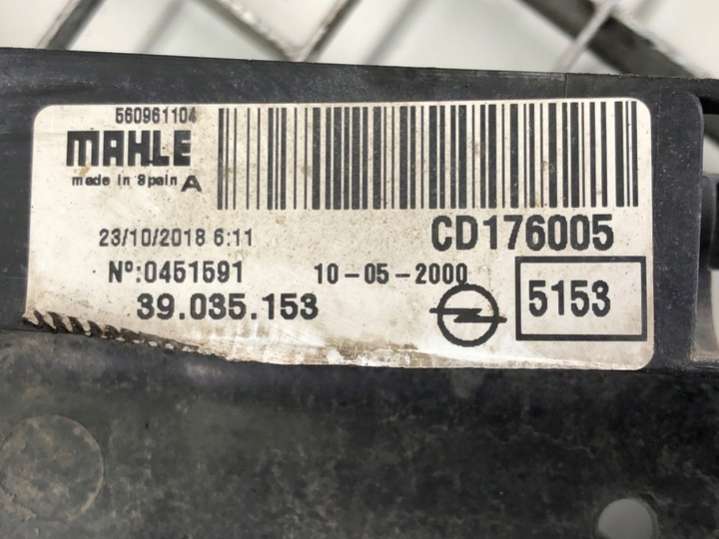 560961104
MAHLE
made in Spain A
23/10/2018 6:11
CD176005
Nº:0451591
10-05-2000
39.035.153
5153